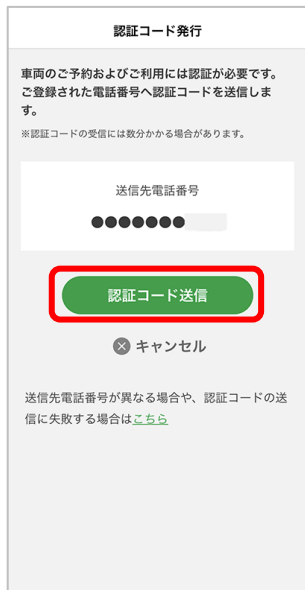 認証コード発行
車両のご予約およびご利用には認証が必要です。
ご登録された電話番号へ認証コードを送信しま
す。
※認証コードの受信には数分かかる場合があります。
送信先電話番号
●●●●●●●
認証コード送信
キャンセル
送信先電話番号が異なる場合や、認証コードの送
信に失敗する場合はこちら